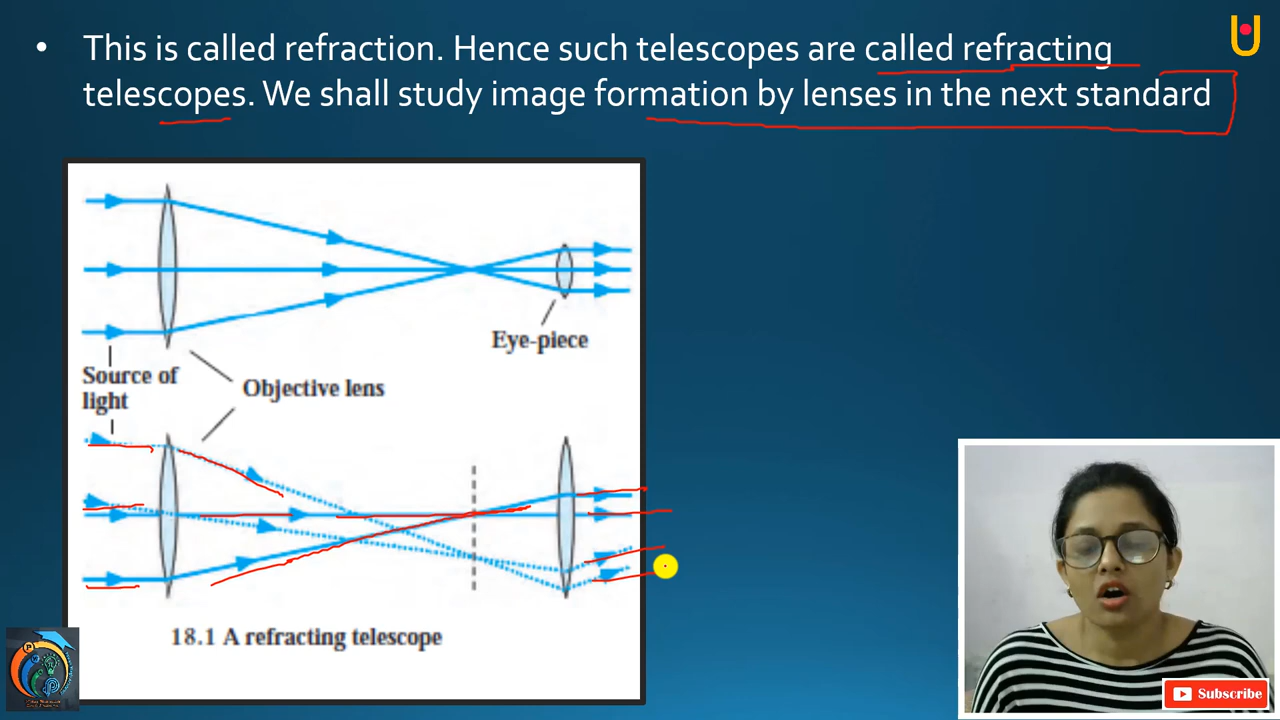 • This is called refraction. Hence such telescopes are called refracting
telescopes. We shall study image formation by lenses in the next standard
Eye-piece
Source of
light
Objective lens
18.1 A refracting telescope
Subscribe